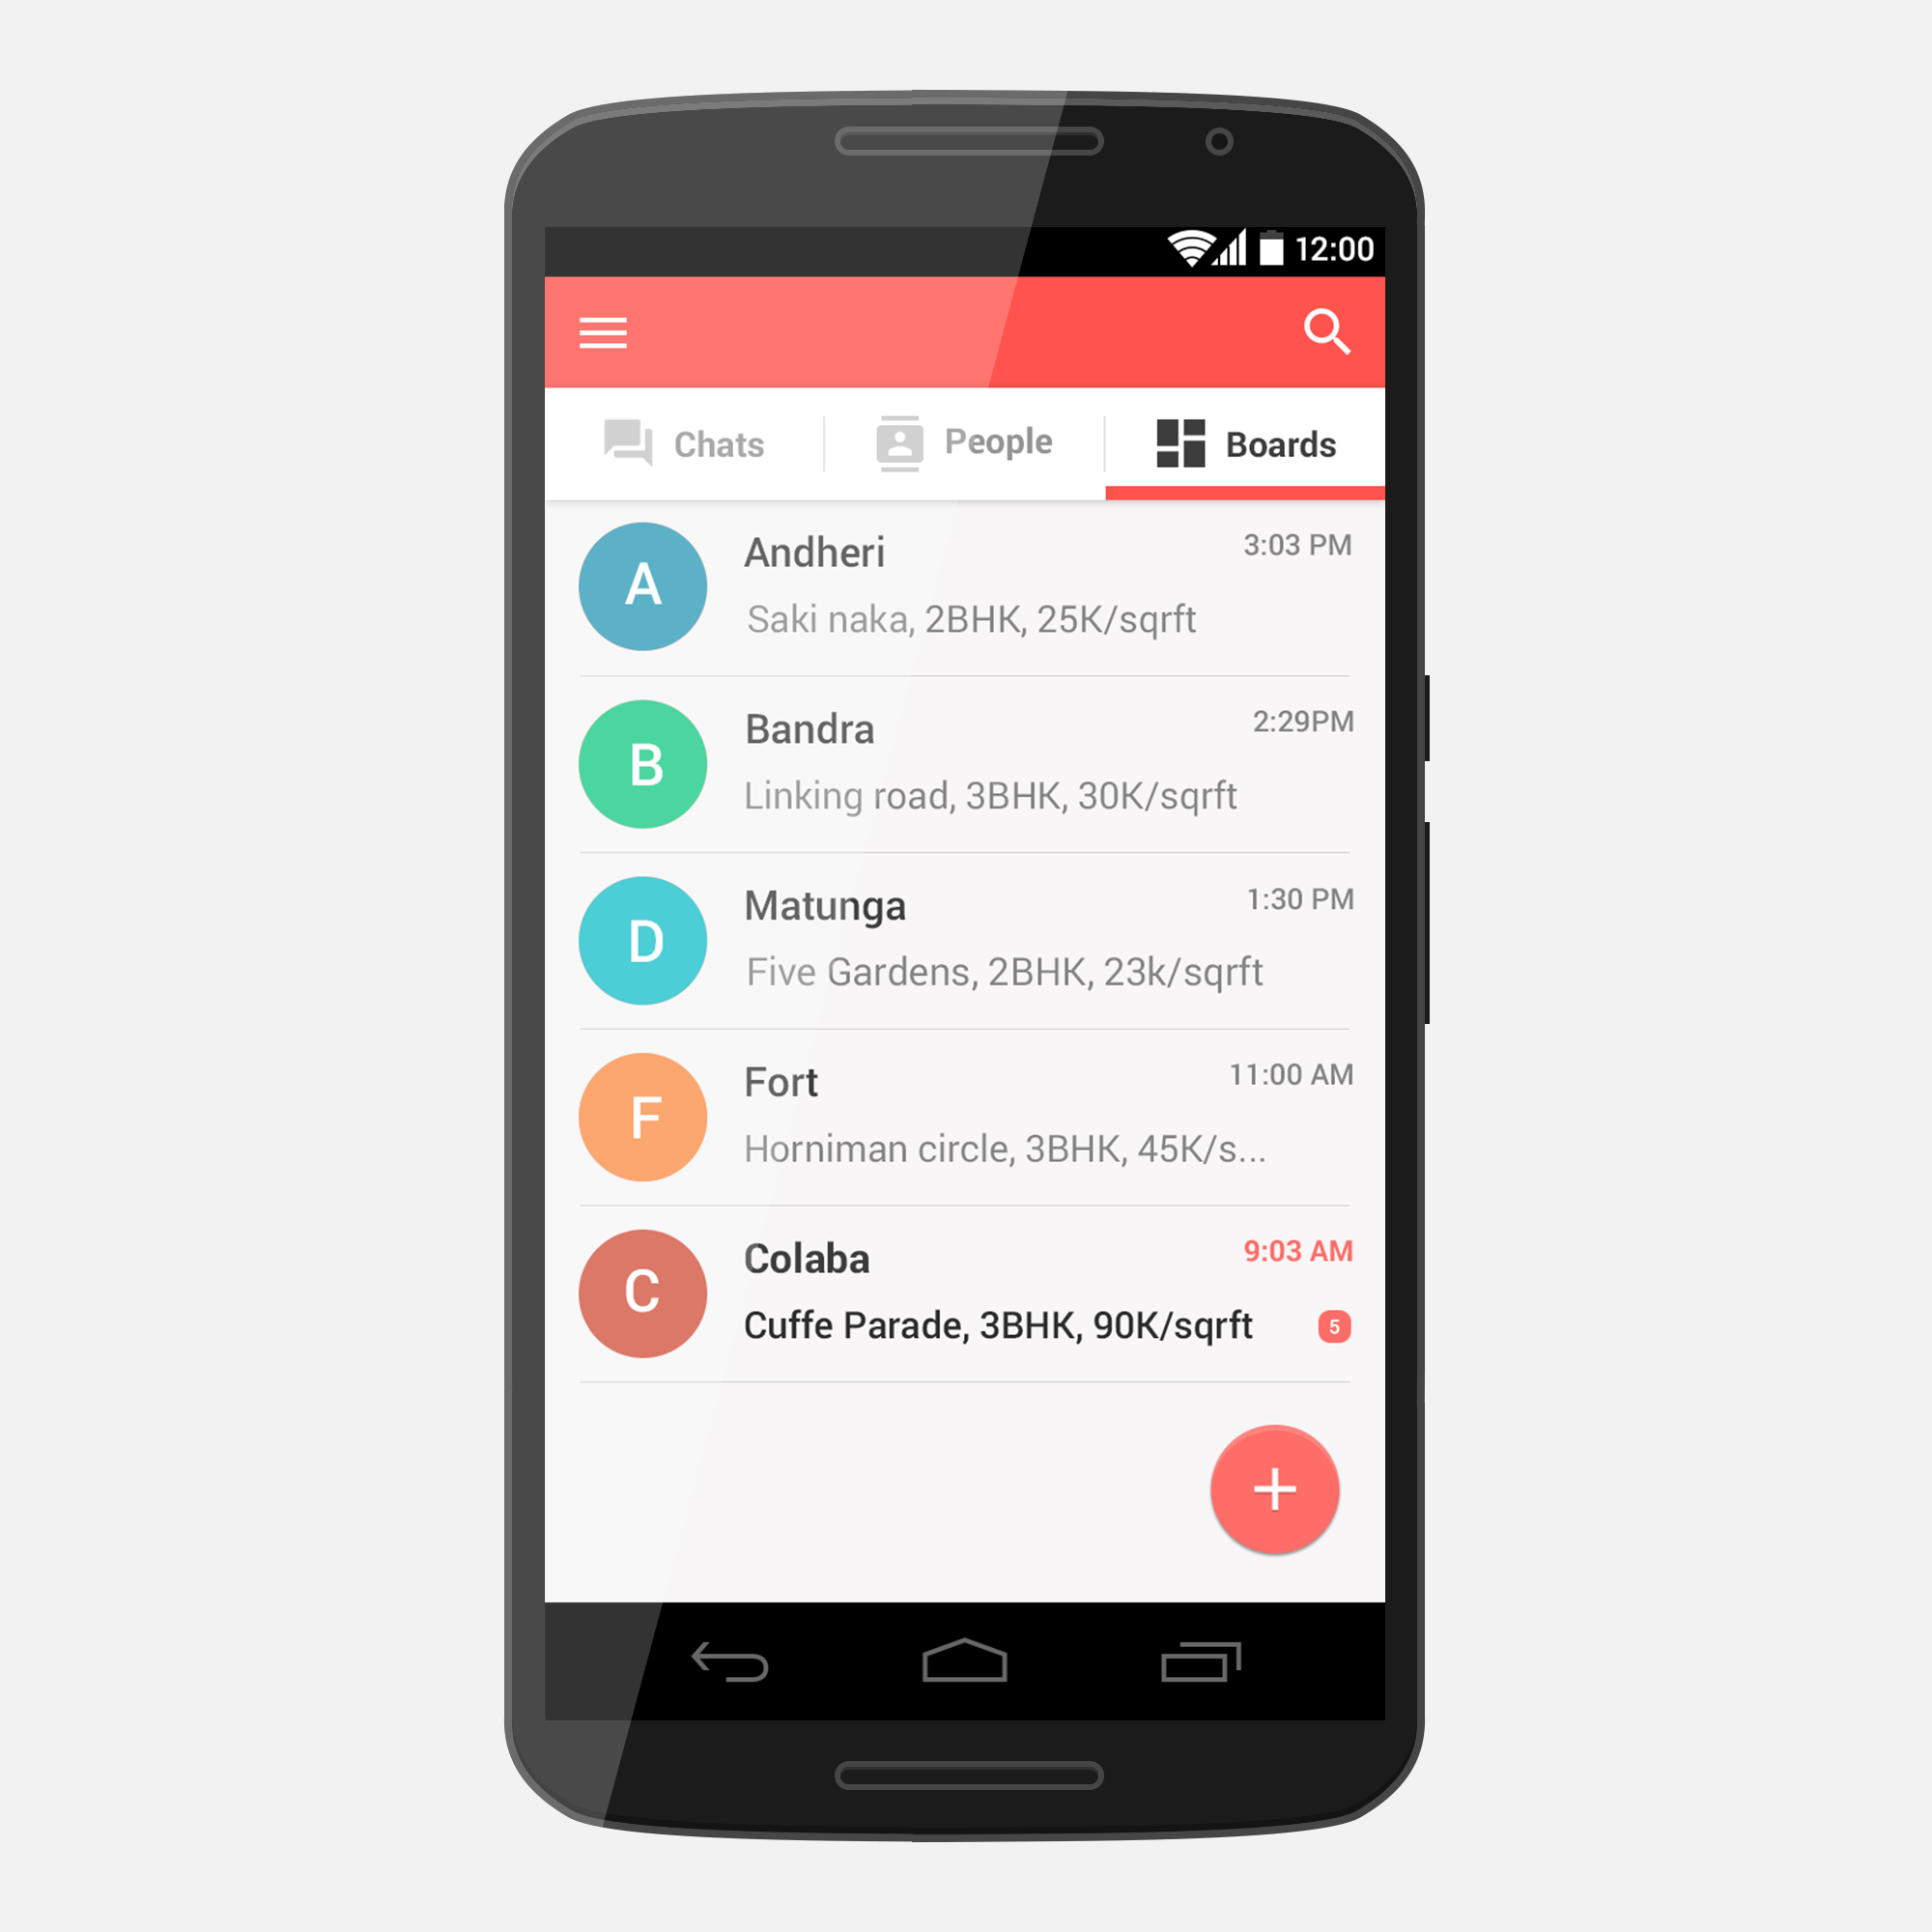 12:00
Chats People Boards
A
Andheri 3:03 PM
Saki naka, 2BHK, 25K/sqrft
B
Bandra 2:29PM
Linking road, 3BHK, 30K/sqrft
D
Matunga 1:30 PM
Five Gardens, 2BHK, 23k/sqrft
F
Fort 11:00 AM
Horniman circle, 3BHK, 45K/s...
C
Colaba 9:03 AM
Cuffe Parade, 3BHK, 90K/sqrft 5